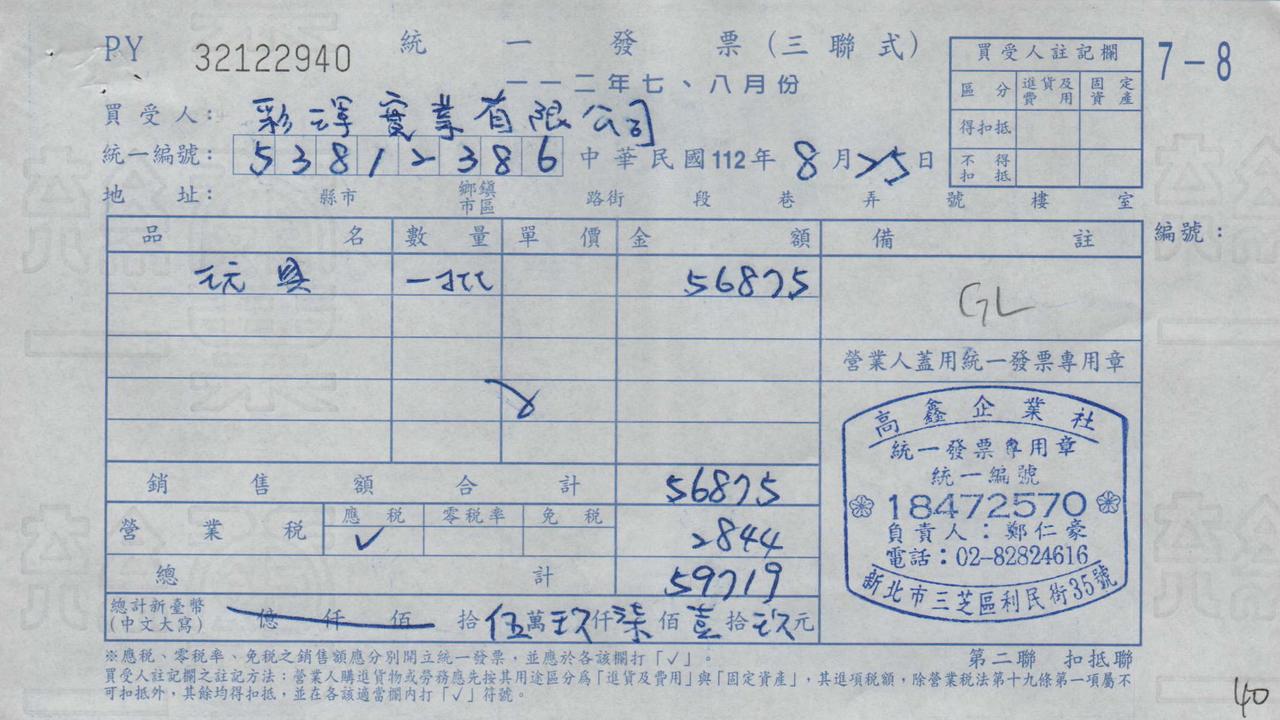 PY 32122940 統一發票(三聯式)
一一二年七、八月份
7-8
買受人註記欄
區分 進貨及費用 固定資產
得扣抵
不得扣抵
買受人: 彩澤實業有限公司
統一編號: 53812386 中華民國112年8月25日
地址: 縣市 鄉鎮市區 路街 段 巷 弄 號 樓 室
品名 數量 單價 金額 備註 編號:
玩具 一批 56875
GL
營業人蓋用統一發票專用章
高鑫企業社
統一發票專用章
統一編號
18472570
負責人:鄭仁豪
電話:02-82824616
新北市三芝區利民街35號
銷售額合計 56875
營業稅 應稅 零稅率 免稅
✓ 2844
總計 59719
總計新臺幣(中文大寫) 億仟佰拾伍萬玖仟柒佰壹拾玖元
※應稅、零稅率、免稅之銷售額應分別開立統一發票,並應於各該欄打「✓」。
第二聯 扣抵聯
買受人註記欄之註記方法:營業人購進貨物或勞務應先按其用途區分為「進貨及費用」與「固定資產」,其進項稅額,除營業稅法第十九條第一項屬不
可扣抵外,其餘均得扣抵,並在各該適當欄內打「✓」符號。
40